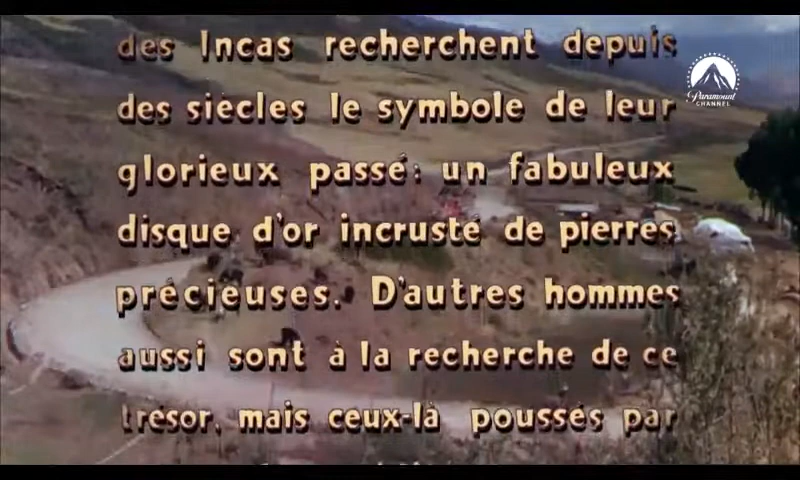 des Incas recherchent depuis
des siècles le symbole de leur
glorieux passé: un fabuleux
disque d'or incrusté de pierres
précieuses. D'autres hommes
aussi sont à la recherche de ce
trésor, mais ceux-là poussés par
Paramount
CHANNEL